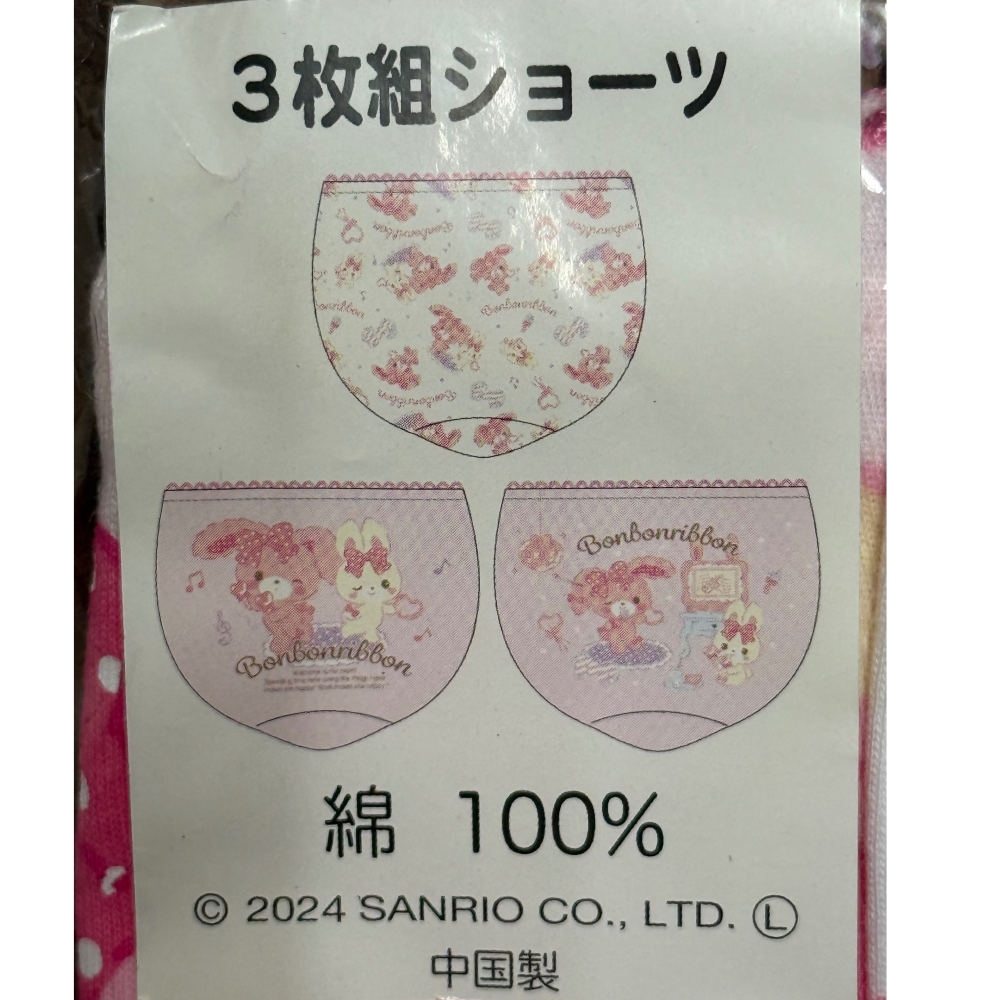 3枚組ショーツ
Bonbonribbon
Bonbonribbon
Bonbonribbon
Bonbonribbon
綿 100%
© 2024 SANRIO CO., LTD. Ⓛ
中国製